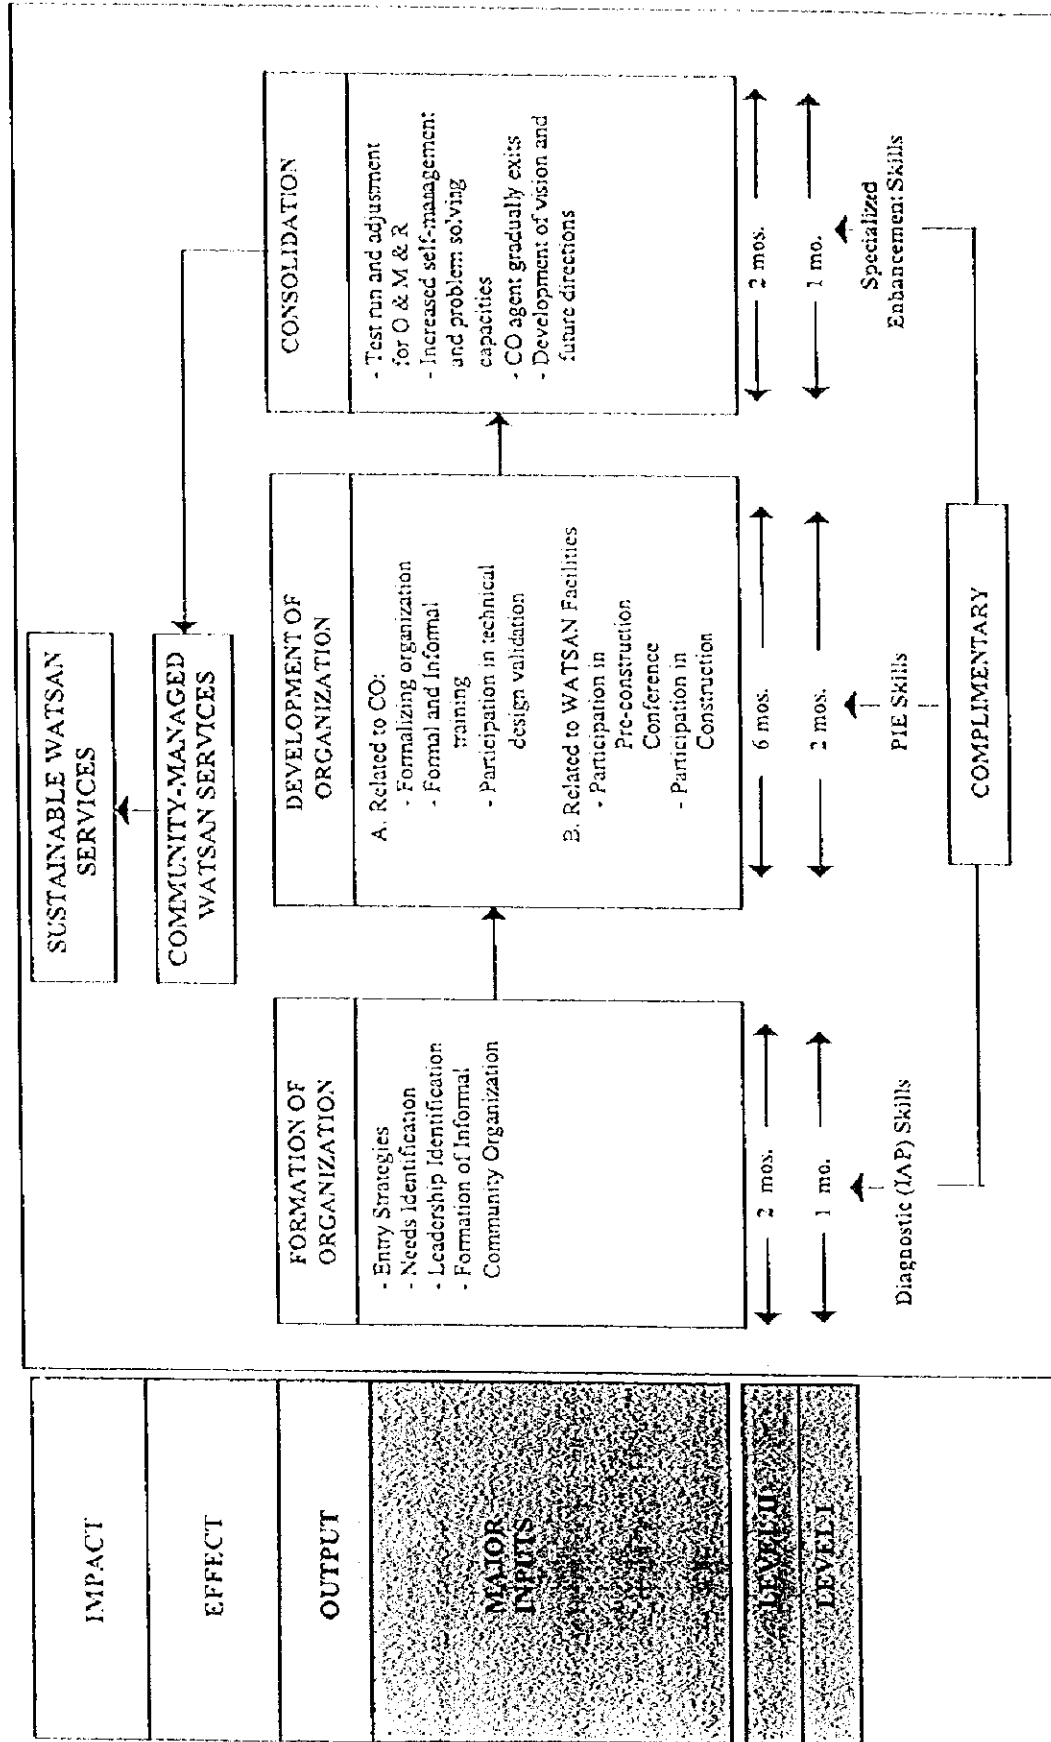 IMPACT
SUSTAINABLE WATSAN
SERVICES
EFFECT
COMMUNITY-MANAGED
WATSAN SERVICES
OUTPUT
FORMATION OF
ORGANIZATION
DEVELOPMENT OF
ORGANIZATION
CONSOLIDATION
MAJOR
INPUTS
- Entry Strategies
- Needs Identification
- Leadership Identification
- Formation of Informal
Community Organization
A. Related to CO:
- Formalizing organization
- Formal and Informal
training
- Participation in technical
design validation
B. Related to WATSAN Facilities
- Participation in
Pre-construction
Conference
- Participation in
Construction
- Test run and adjustment
for O & M & R
- Increased self-management
and problem solving
capacities
- CO agent gradually exits
- Development of vision and
future directions
LEVEL II
2 mos.
6 mos.
2 mos.
LEVEL I
1 mo.
2 mos.
1 mo.
Diagnostic (IAP) Skills
PIE Skills
Specialized
Enhancement Skills
COMPLIMENTARY